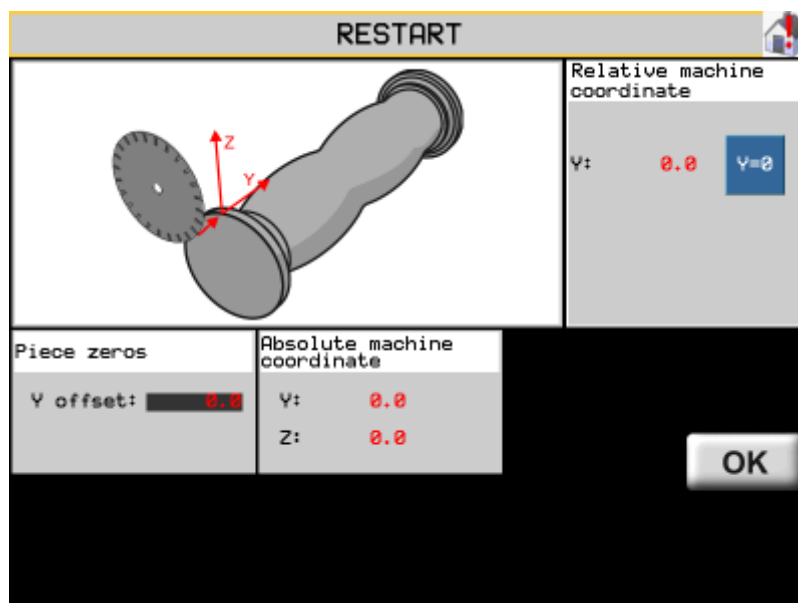 RESTART
Relative machine
coordinate
Z
Y
Y: 0.0 Y=0
Piece zeros
Absolute machine
coordinate
Y offset: 0.0
Y: 0.0
Z: 0.0
OK